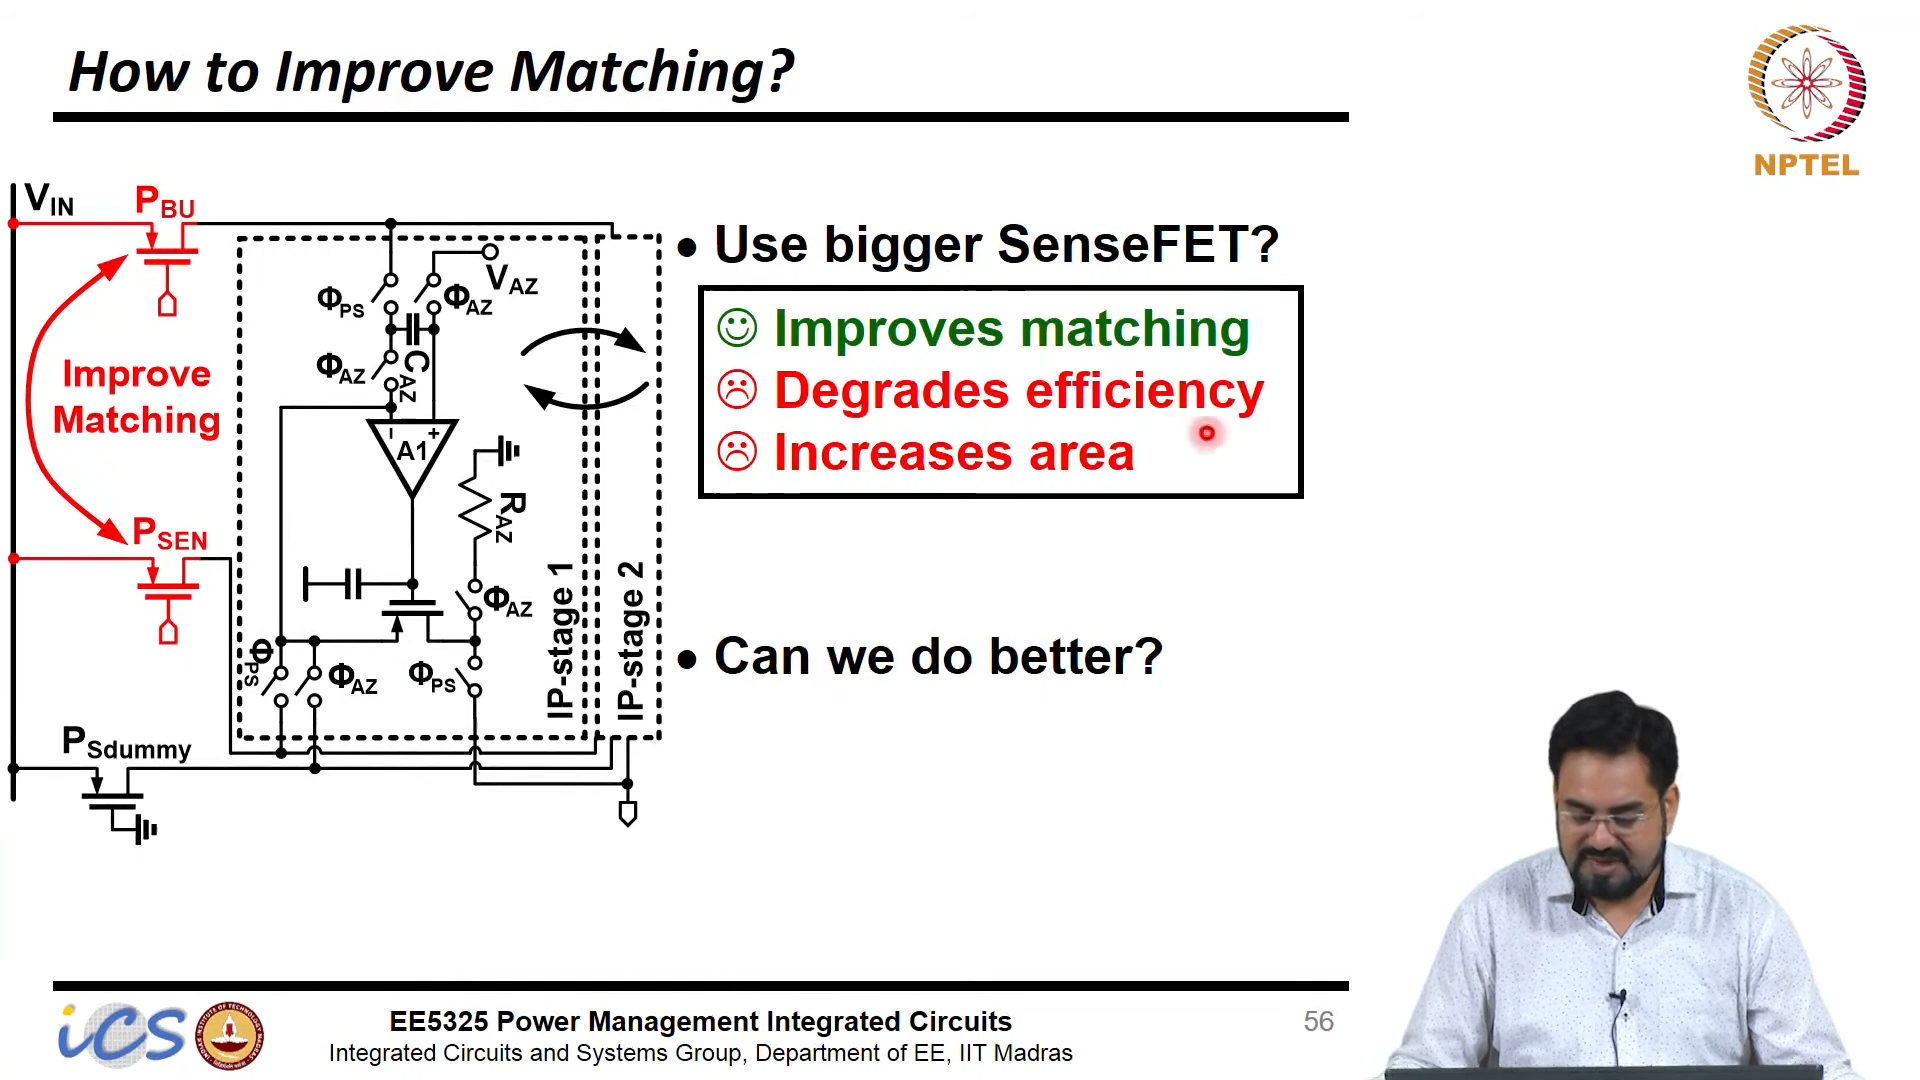 How to Improve Matching?
NPTEL
VIN
PBU
ΦPS
VAZ
ΦAZ
ΦAZ
CAZ
Improve
Matching
- +
A1
RAZ
PSEN
ΦAZ
ΦPS
ΦAZ
ΦPS
IP-stage 1
IP-stage 2
PSdummy
• Use bigger SenseFET?
☺ Improves matching
☹ Degrades efficiency
☹ Increases area
• Can we do better?
iCS
EE5325 Power Management Integrated Circuits
Integrated Circuits and Systems Group, Department of EE, IIT Madras
56